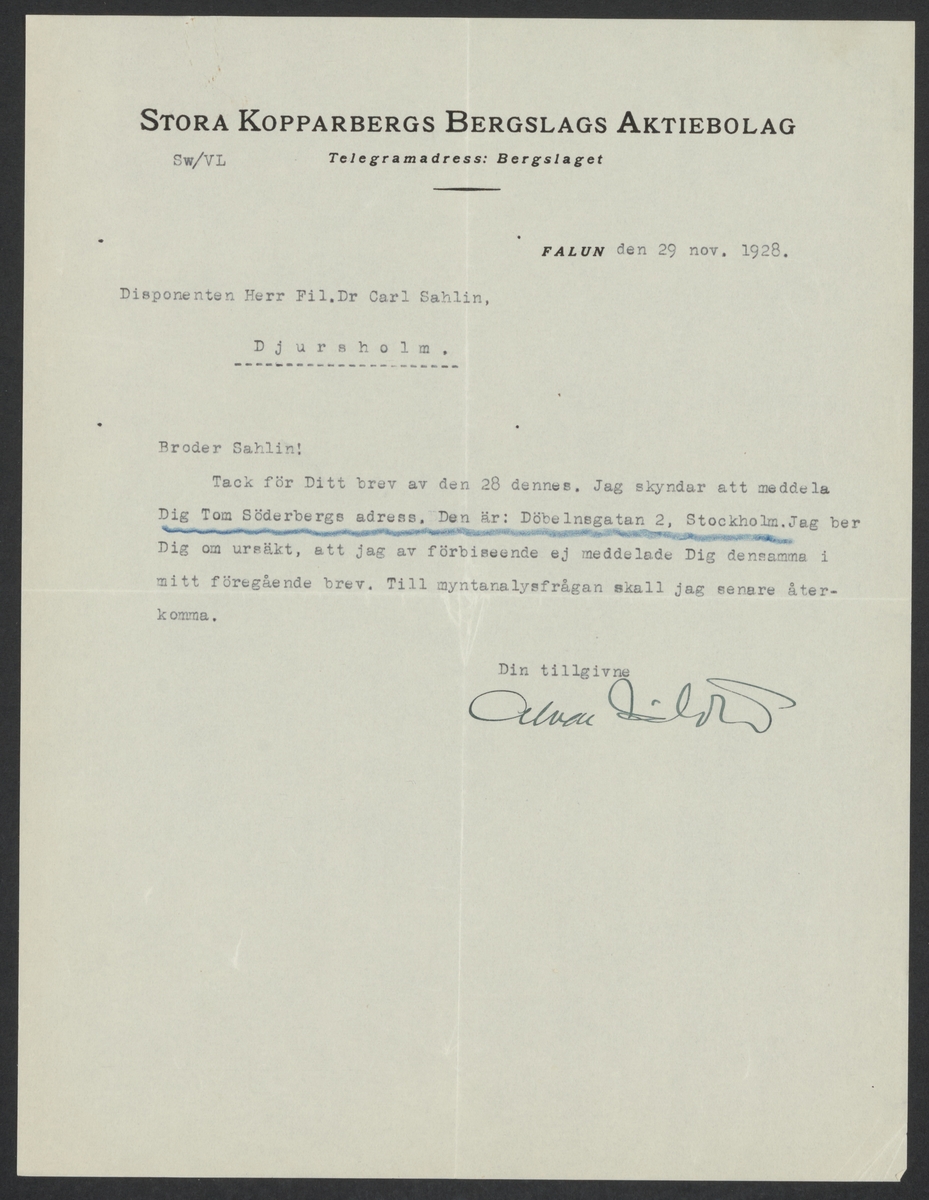 STORA KOPPARBERGS BERGSLAGS AKTIEBOLAG
Sw/VL Telegramadress: Bergslaget
FALUN den 29 nov. 1928.
Disponenten Herr Fil.Dr Carl Sahlin,
Djursholm.
Broder Sahlin!
Tack för Ditt brev av den 28 dennes. Jag skyndar att meddela
Dig Tom Söderbergs adress. Den är: Döbelnsgatan 2, Stockholm.Jag ber
Dig om ursäkt, att jag av förbiseende ej meddelade Dig densamma i
mitt föregående brev. Till myntanalysfrågan skall jag senare åter-
komma.
Din tillgivne